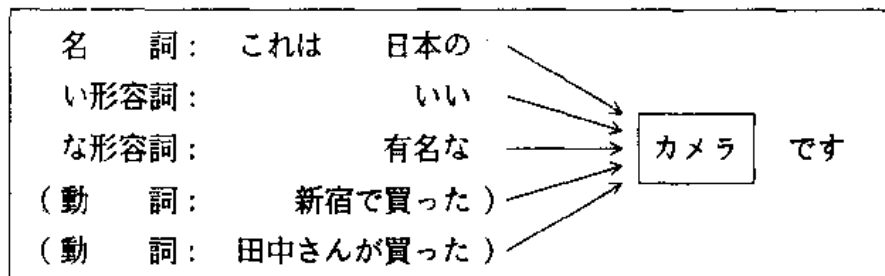 名　詞： これは　日本の
い形容詞：　いい
な形容詞：　有名な　カメラ　です
(動　詞：　新宿で買った)
(動　詞：　田中さんが買った)